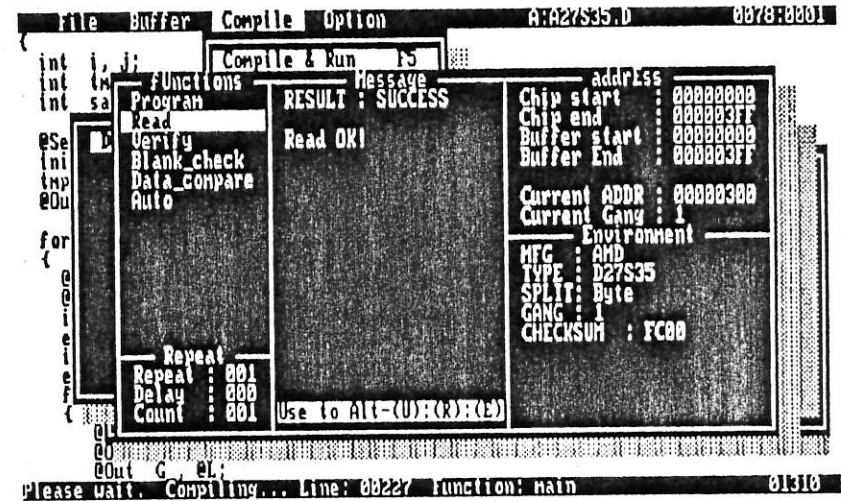 File Buffer Compile Option A:A27S35.D 0078:0001
{
int i, j;
Compile & Run F5
int
int sa
fUnctions
Program
Read
Verify
Blank_check
Data_compare
Auto
Message
RESULT : SUCCESS
Read OK!
addrEss
Chip start : 00000000
Chip end : 000003FF
Buffer start : 00000000
Buffer End : 000003FF
Current ADDR : 00000300
Current Gang : 1
Environment
MFG : AMD
TYPE : D27S35
SPLIT: Byte
GANG : 1
CHECKSUM : FC00
@Se D
ini
tmp
@Ou
for
{
@
@
i
e
i
e
f
{
Repeat
Repeat : 001
Delay : 000
Count : 001
Use to Alt-(U):(R):(E)
@L
@O
@Out G , @L;
Please wait. Compiling... Line: 00227 Function: main 01310